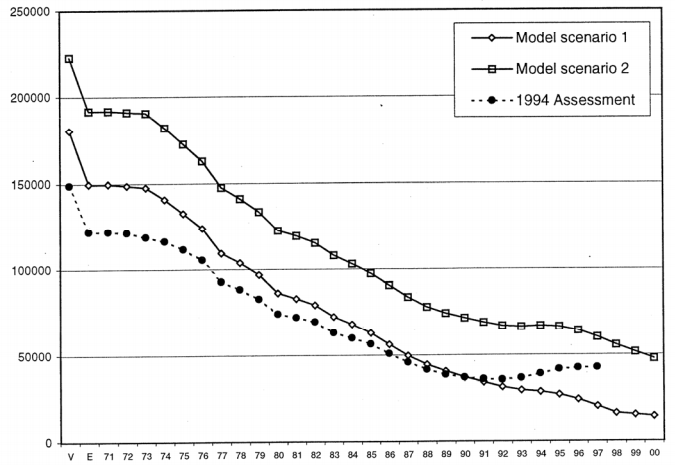 250000
200000
150000
100000
50000
0
Model scenario 1
Model scenario 2
1994 Assessment
V E 71 72 73 74 75 76 77 78 79 80 81 82 83 84 85 86 87 88 89 90 91 92 93 94 95 96 97 98 99 00